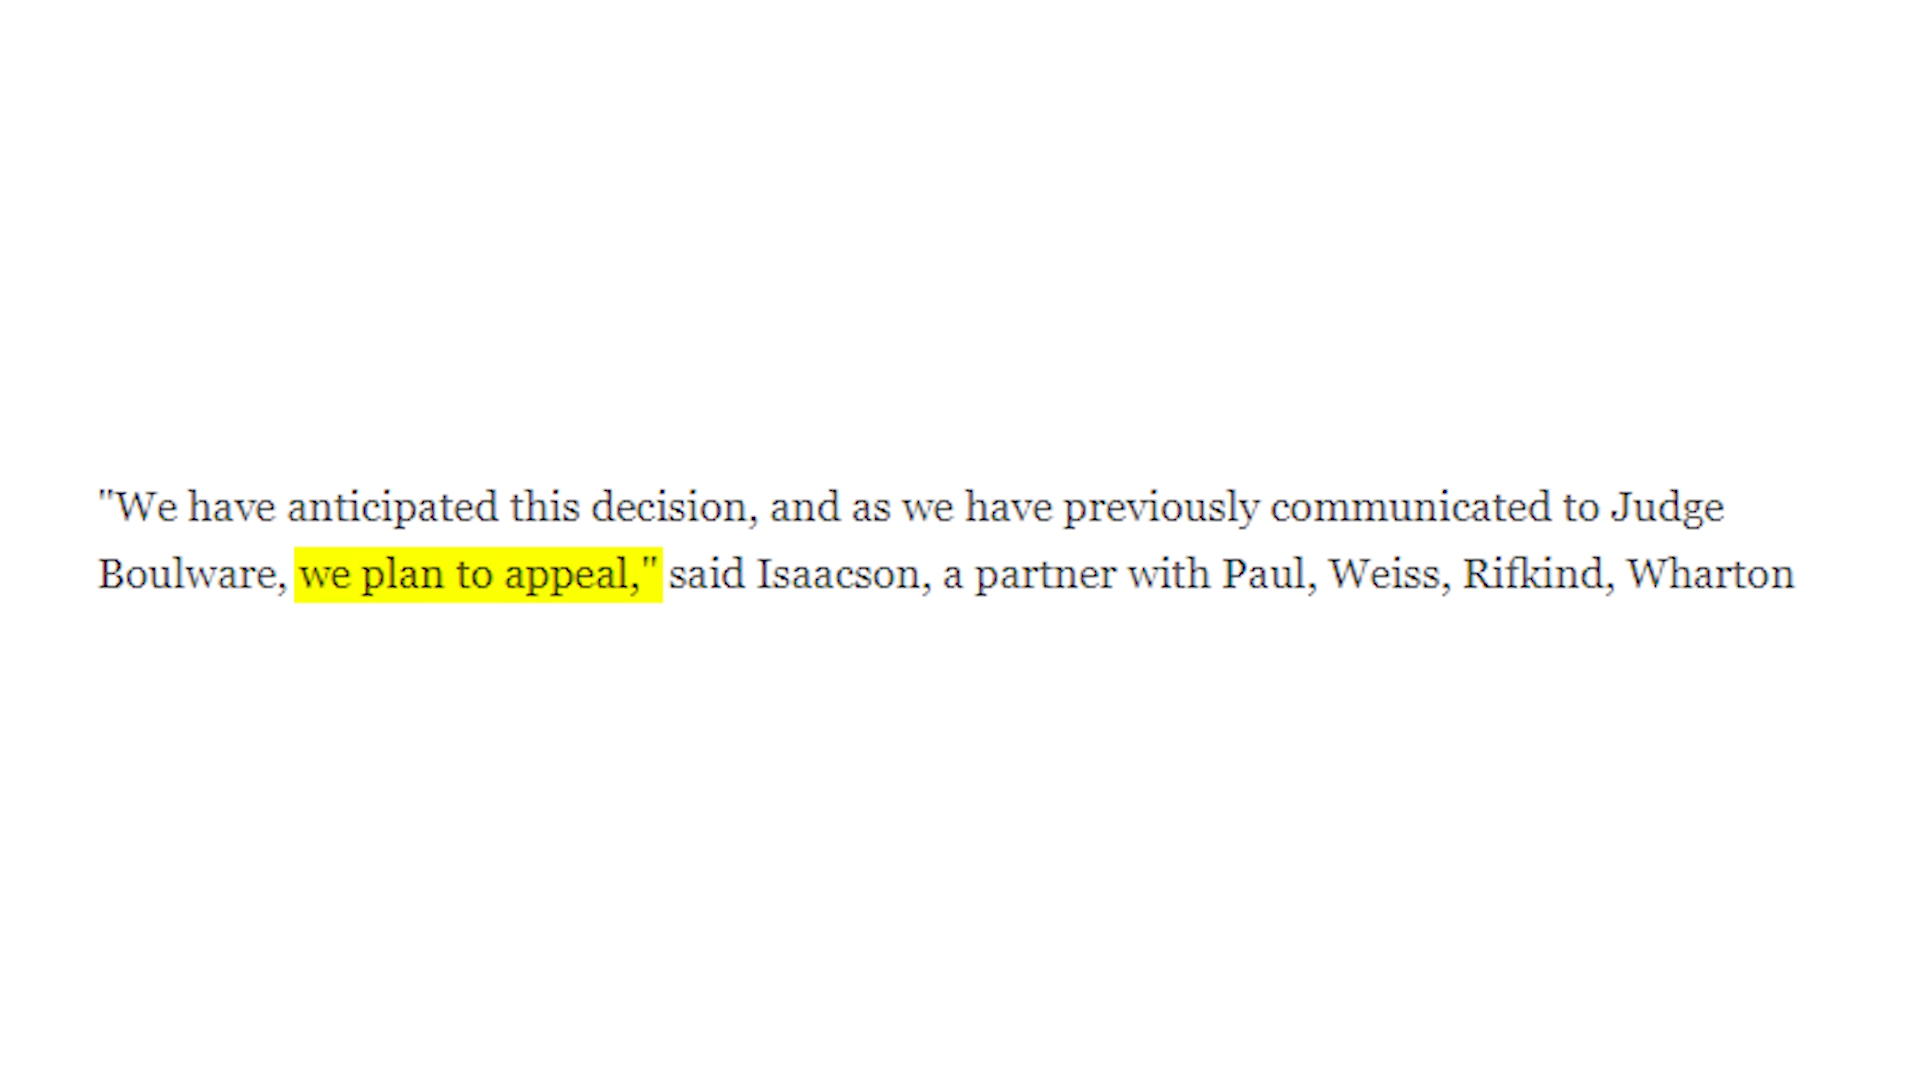 "We have anticipated this decision, and as we have previously communicated to Judge
Boulware, we plan to appeal," said Isaacson, a partner with Paul, Weiss, Rifkind, Wharton